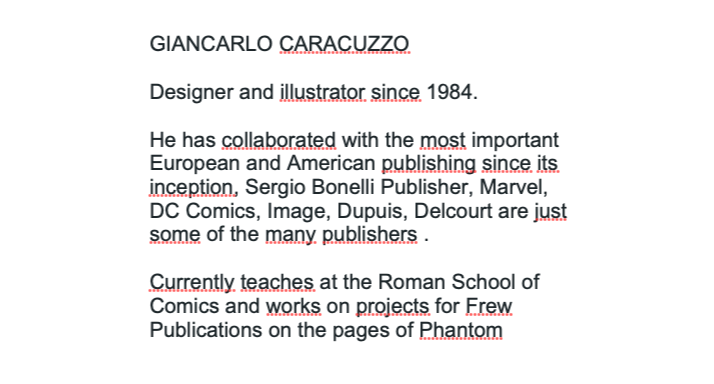 GIANCARLO CARACUZZO
Designer and illustrator since 1984.
He has collaborated with the most important
European and American publishing since its
inception, Sergio Bonelli Publisher, Marvel,
DC Comics, Image, Dupuis, Delcourt are just
some of the many publishers .
Currently teaches at the Roman School of
Comics and works on projects for Frew
Publications on the pages of Phantom